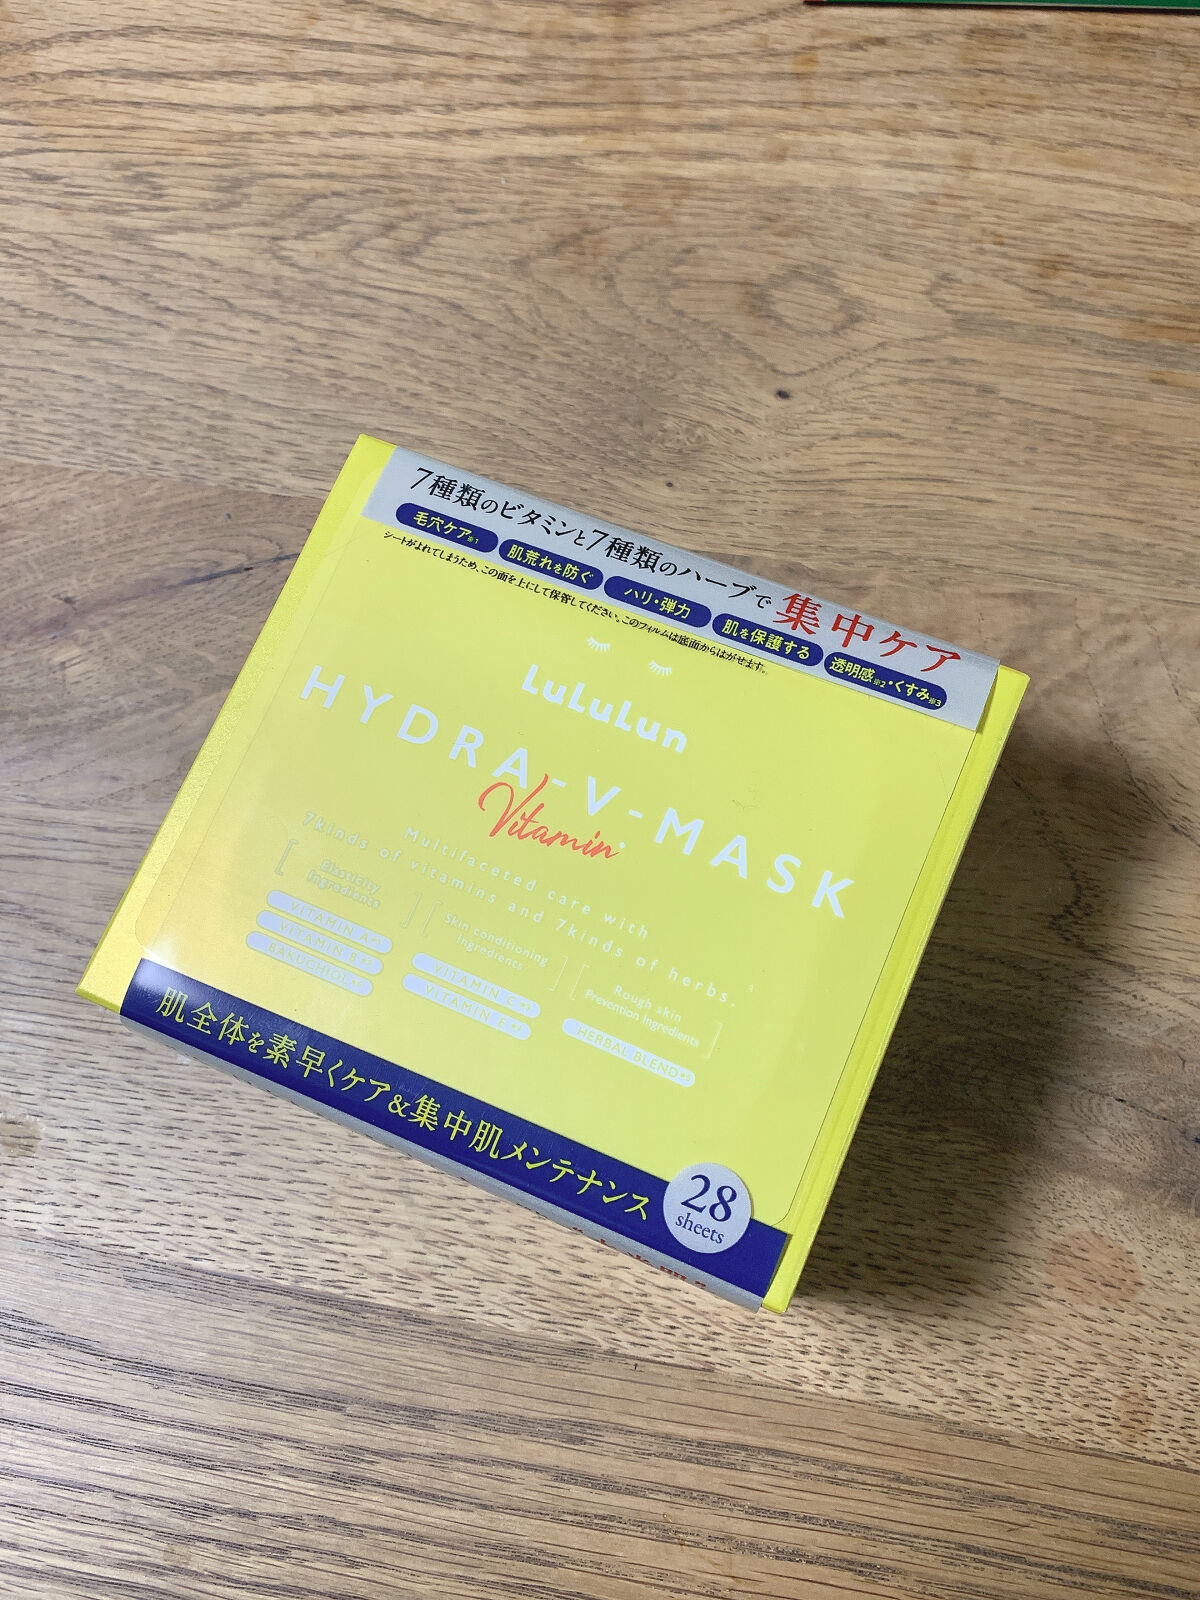 7種類のビタミンと7種類のハーブで集中ケア
毛穴ケア※1
肌荒れを防ぐ
ハリ・弾力
肌を保護する
透明感※2・くすみ※3
シートがよれてしまうため、この面を上にして保管してください。このフィルムは底面からはがせます。
LuLuLun
HYDRA-V-MASK
Vitamin.
Multifaceted care with
7kinds of vitamins and 7kinds of herbs.
Elasticity
Ingredients
VITAMIN A
VITAMIN B
BAKUCHIOL
Skin conditioning
Ingredients
VITAMIN C
VITAMIN E
Rough skin
Prevention Ingredients
HERBAL BLEND
肌全体を素早くケア&集中肌メンテナンス
28
sheets